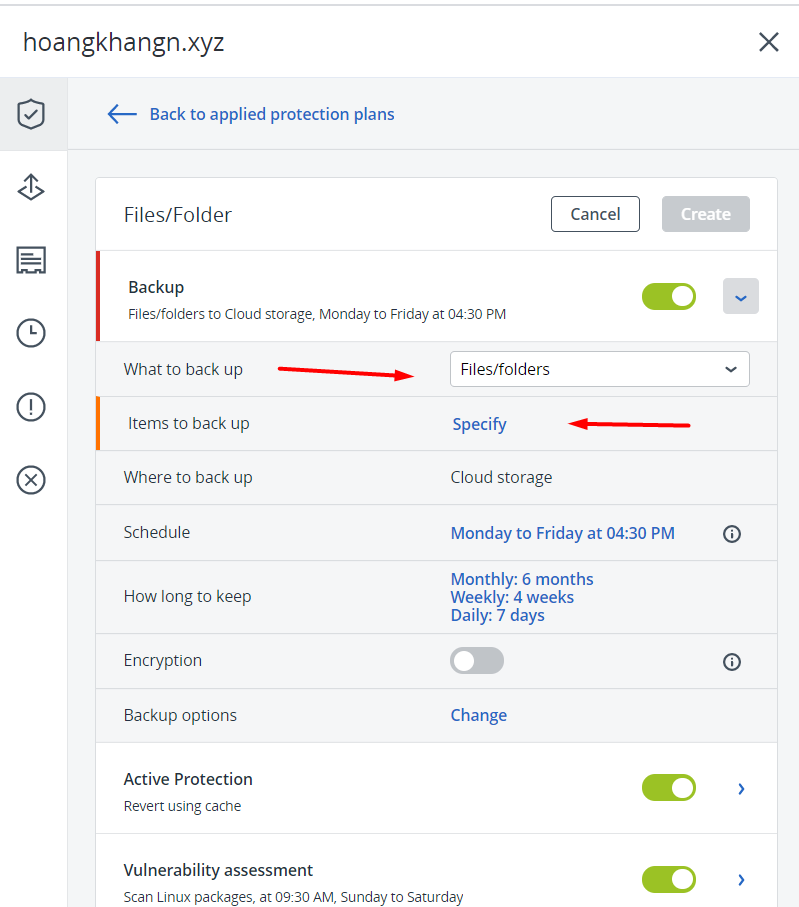 hoangkhangn.xyz
Back to applied protection plans
Files/Folder
Cancel
Create
Backup
Files/folders to Cloud storage, Monday to Friday at 04:30 PM
What to back up
Files/folders
Items to back up
Specify
Where to back up
Cloud storage
Schedule
Monday to Friday at 04:30 PM
How long to keep
Monthly: 6 months
Weekly: 4 weeks
Daily: 7 days
Encryption
Backup options
Change
Active Protection
Revert using cache
Vulnerability assessment
Scan Linux packages, at 09:30 AM, Sunday to Saturday